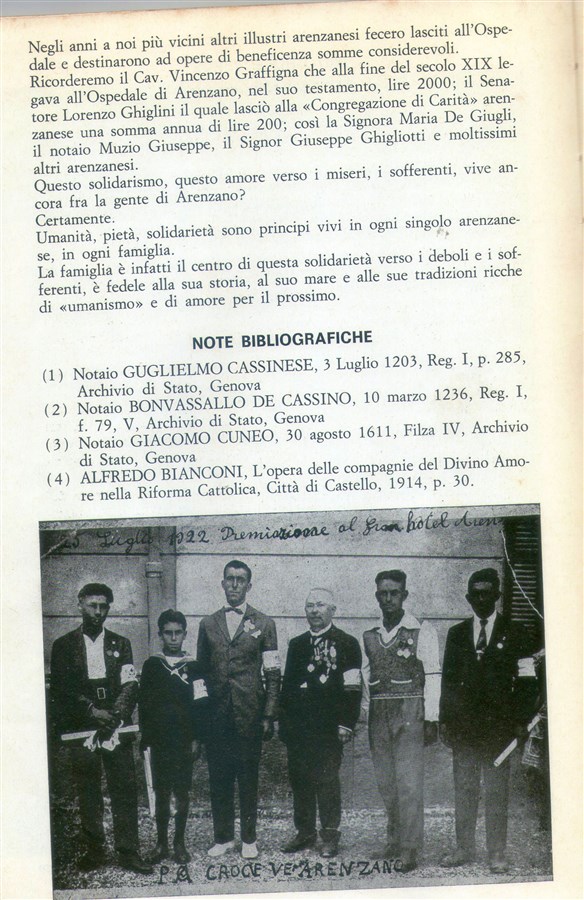 Negli anni a noi più vicini altri illustri arenzanesi fecero lasciti all'Ospe-
dale e destinarono ad opere di beneficenza somme considerevoli.
Ricorderemo il Cav. Vincenzo Graffigna che alla fine del secolo XIX le-
gava all'Ospedale di Arenzano, nel suo testamento, lire 2000; il Sena-
tore Lorenzo Ghiglini il quale lasciò alla «Congregazione di Carità» aren-
zanese una somma annua di lire 200; così la Signora Maria De Giugli,
il notaio Muzio Giuseppe, il Signor Giuseppe Ghigliotti e moltissimi
altri arenzanesi.
Questo solidarismo, questo amore verso i miseri, i sofferenti, vive an-
cora fra la gente di Arenzano?
Certamente.
Umanità, pietà, solidarietà sono principi vivi in ogni singolo arenzane-
se, in ogni famiglia.
La famiglia è infatti il centro di questa solidarietà verso i deboli e i sof-
ferenti, è fedele alla sua storia, al suo mare e alle sue tradizioni ricche
di «umanismo» e di amore per il prossimo.
NOTE BIBLIOGRAFICHE
(1) Notaio GUGLIELMO CASSINESE, 3 Luglio 1203, Reg. I, p. 285,
Archivio di Stato, Genova
(2) Notaio BONVASSALLO DE CASSINO, 10 marzo 1236, Reg. I,
f. 79, V, Archivio di Stato, Genova
(3) Notaio GIACOMO CUNEO, 30 agosto 1611, Filza IV, Archivio
di Stato, Genova
(4) ALFREDO BIANCONI, L'opera delle compagnie del Divino Amo-
re nella Riforma Cattolica, Città di Castello, 1914, p. 30.
25 Luglio 1922 Premiazione al Gran hotel Aren
P.A CROCE VE ARENZANO